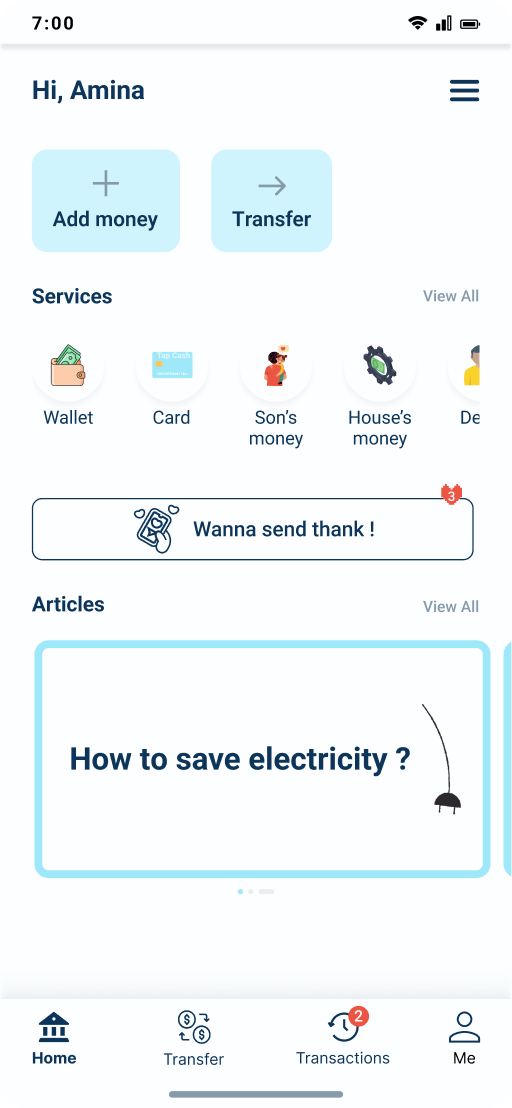 7:00
Hi, Amina
Add money
Transfer
Services
View All
Tap Cash
Wallet
Card
Son's
money
House's
money
De
3
Wanna send thank !
Articles
View All
How to save electricity ?
2
Home
Transfer
Transactions
Me